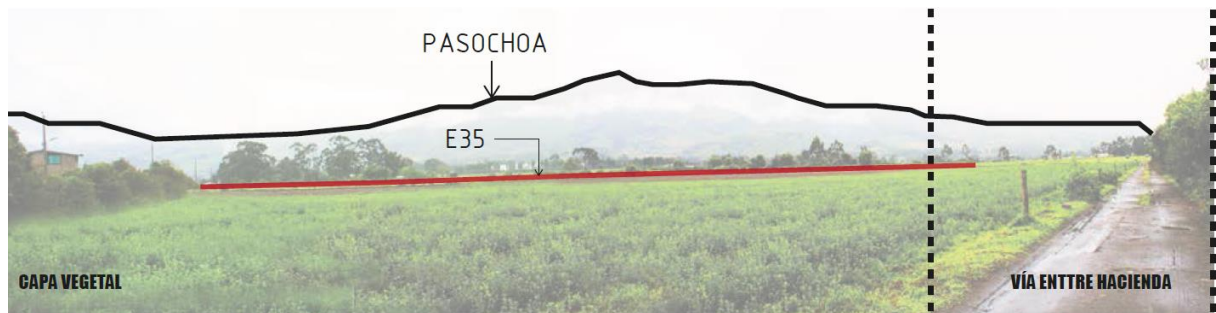 PASOCHOA
E35
CAPA VEGETAL
VÍA ENTTRE HACIENDA